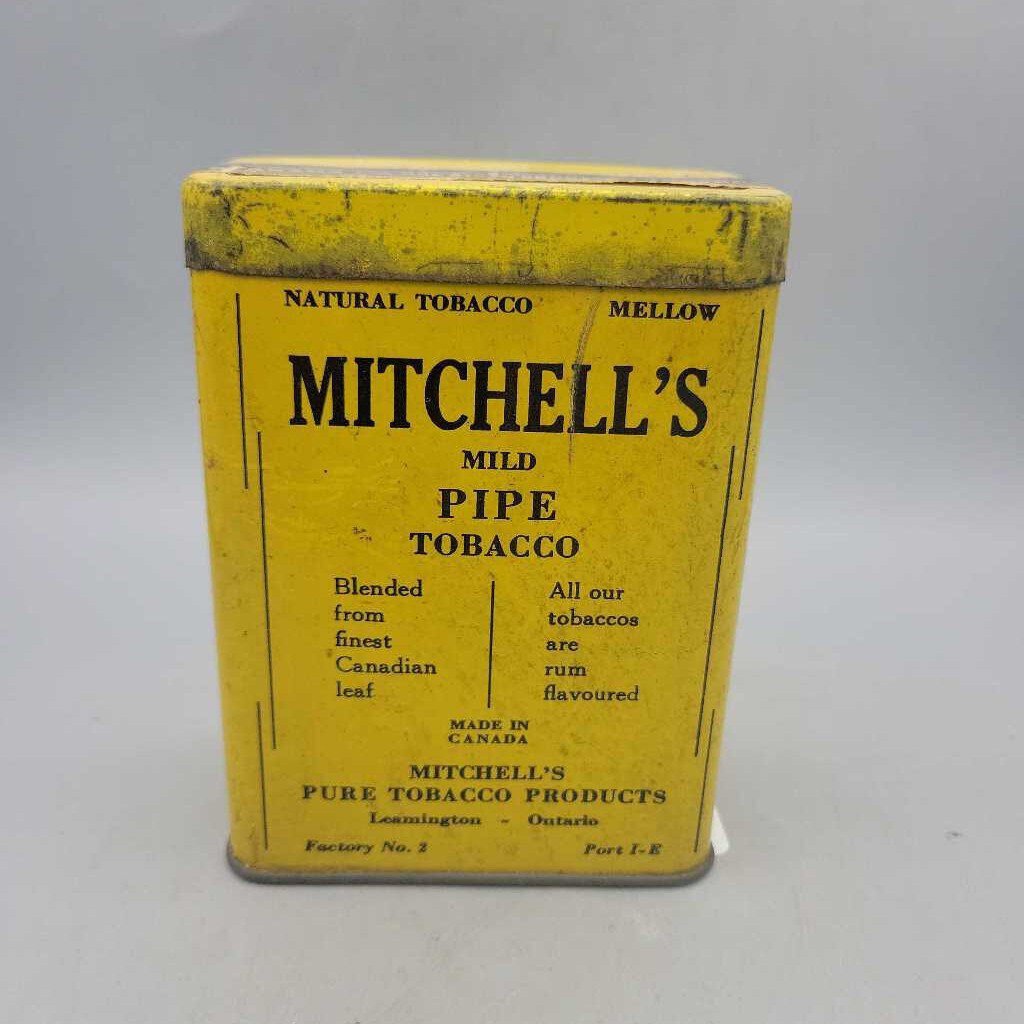 NATURAL TOBACCO MELLOW
MITCHELL'S
MILD
PIPE
TOBACCO
Blended
from
finest
Canadian
leaf
All our
tobaccos
are
rum
flavoured
MADE IN
CANADA
MITCHELL'S
PURE TOBACCO PRODUCTS
Leamington - Ontario
Factory No. 2 Port 1-E